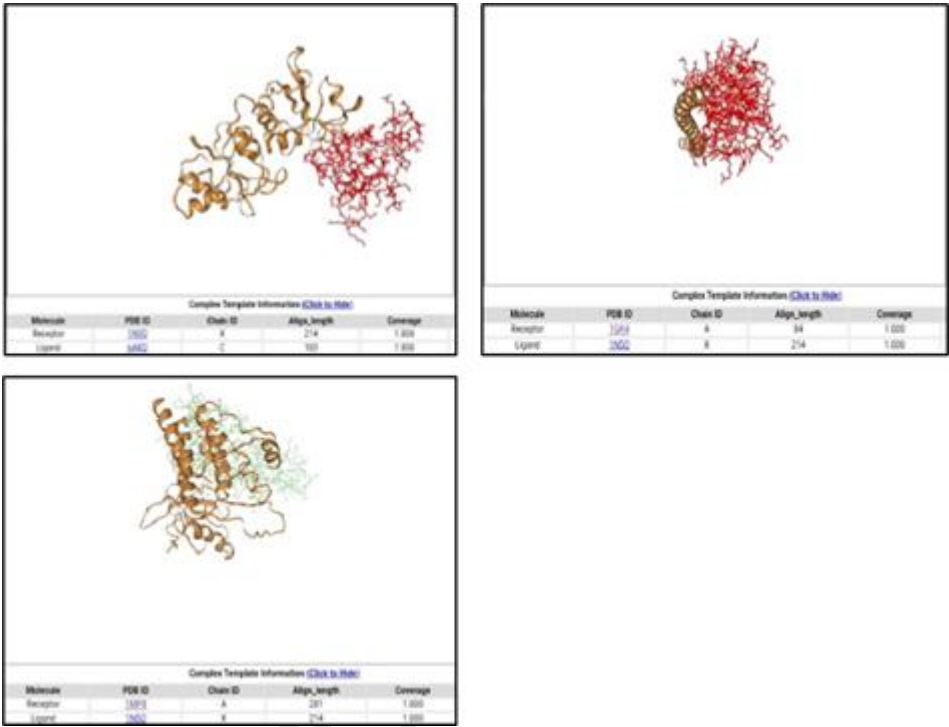 Complex Template Information (Click to Hide)
Molecule PDB ID Chain ID Align_length Coverage
Receptor K 214 1.000
Ligand C 103 1.000
Complex Template Information (Click to Hide)
Molecule PDB ID Chain ID Align_length Coverage
Receptor A 94 1.000
Ligand K 214 1.000
Complex Template Information (Click to Hide)
Molecule PDB ID Chain ID Align_length Coverage
Receptor A 281 1.000
Ligand K 214 1.000